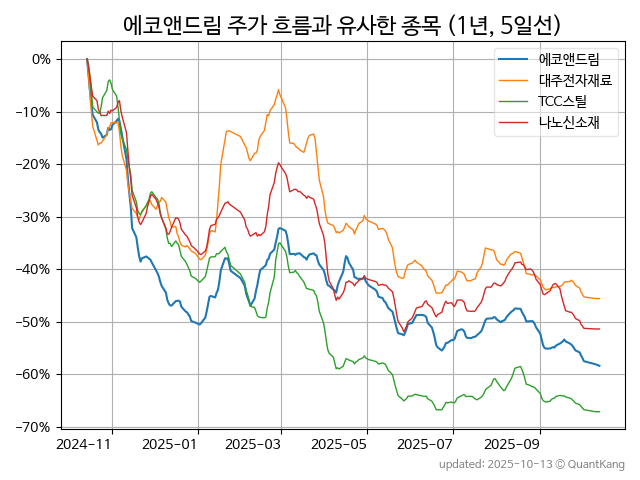 에코앤드림 주가 흐름과 유사한 종목 (1년, 5일선)
에코앤드림
대주전자재료
TCC스틸
나노신소재
0%
−10%
−20%
−30%
−40%
−50%
−60%
−70%
2024-11
2025-01
2025-03
2025-05
2025-07
2025-09
updated: 2025-10-13 © QuantKang